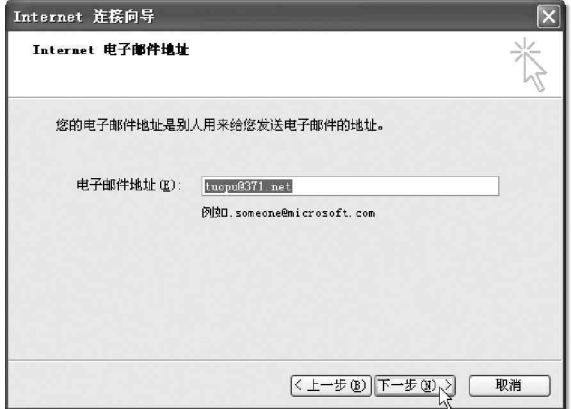 Internet 连接向导
Internet 电子邮件地址
您的电子邮件地址是别人用来给您发送电子邮件的地址。
电子邮件地址(E): tuopu@371.net
例如.someone@microsoft.com
<上一步(B) 下一步(N)> 取消